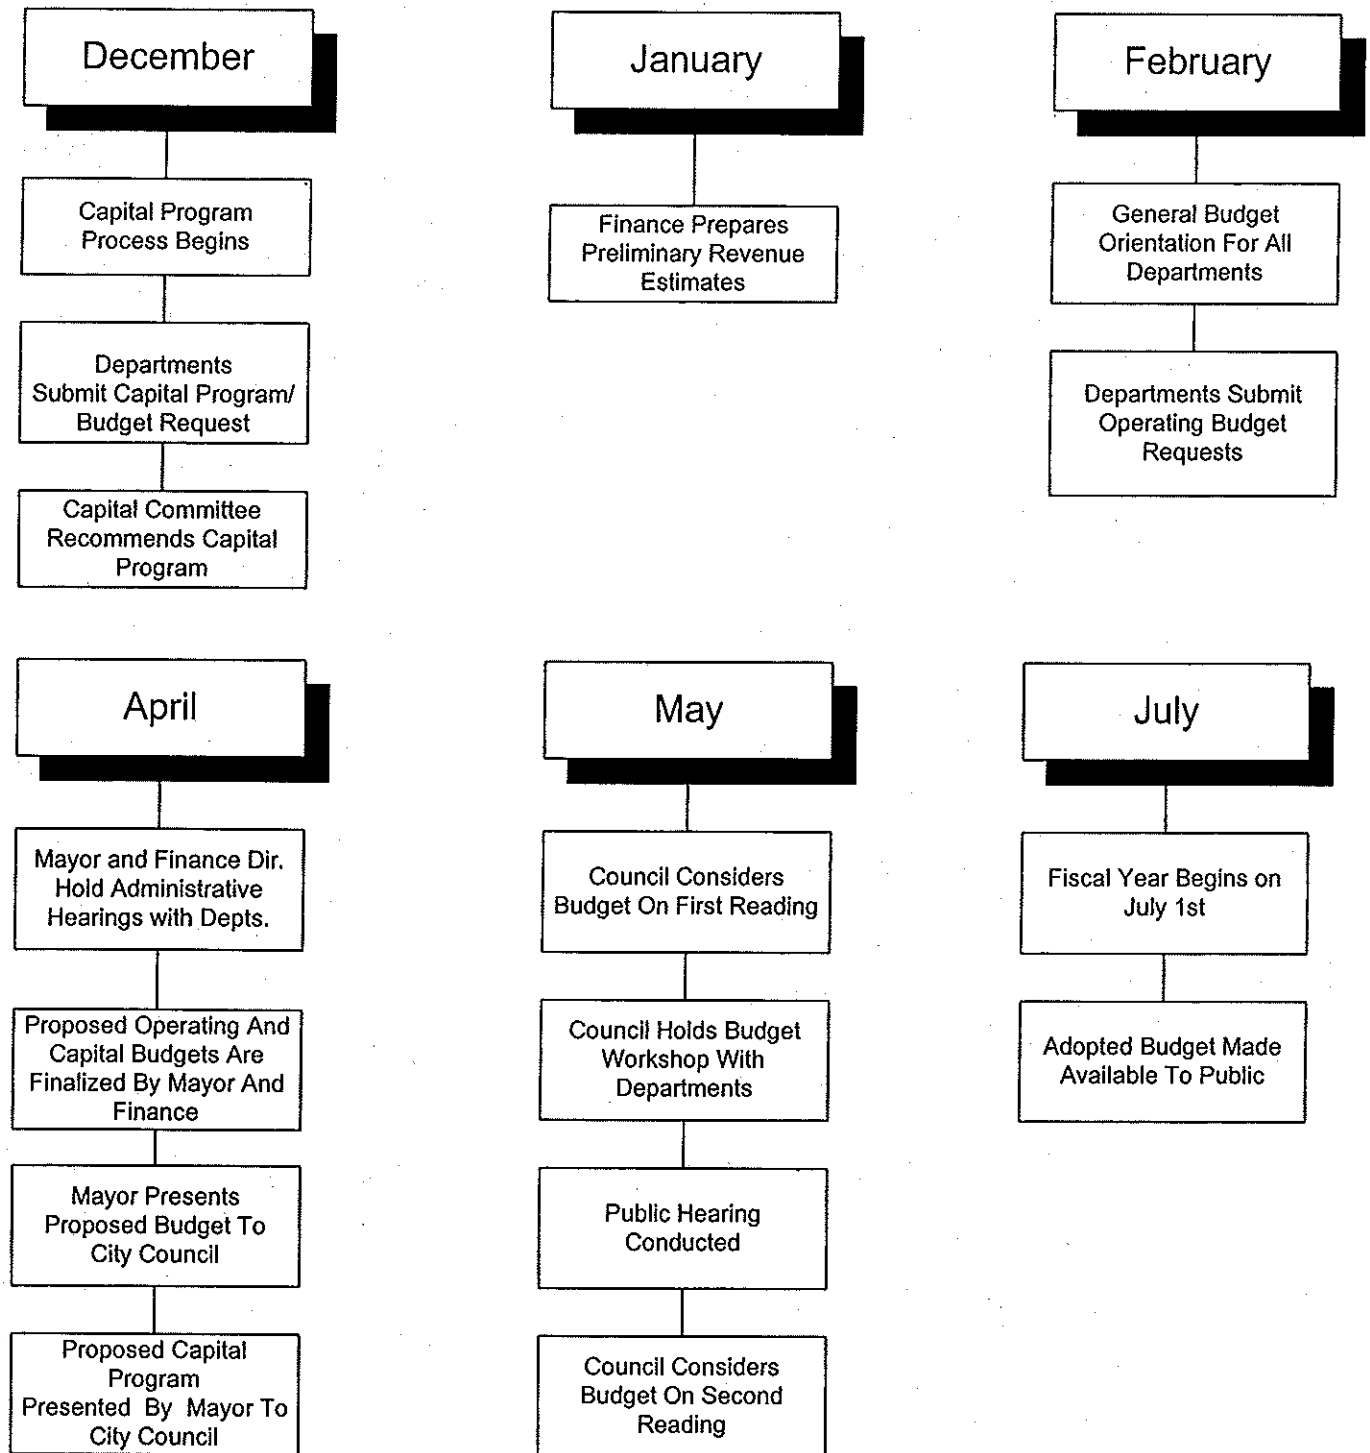 December
Capital Program
Process Begins
Departments
Submit Capital Program/
Budget Request
Capital Committee
Recommends Capital
Program
January
Finance Prepares
Preliminary Revenue
Estimates
February
General Budget
Orientation For All
Departments
Departments Submit
Operating Budget
Requests
April
Mayor and Finance Dir.
Hold Administrative
Hearings with Depts.
Proposed Operating And
Capital Budgets Are
Finalized By Mayor And
Finance
Mayor Presents
Proposed Budget To
City Council
Proposed Capital
Program
Presented By Mayor To
City Council
May
Council Considers
Budget On First Reading
Council Holds Budget
Workshop With
Departments
Public Hearing
Conducted
Council Considers
Budget On Second
Reading
July
Fiscal Year Begins on
July 1st
Adopted Budget Made
Available To Public